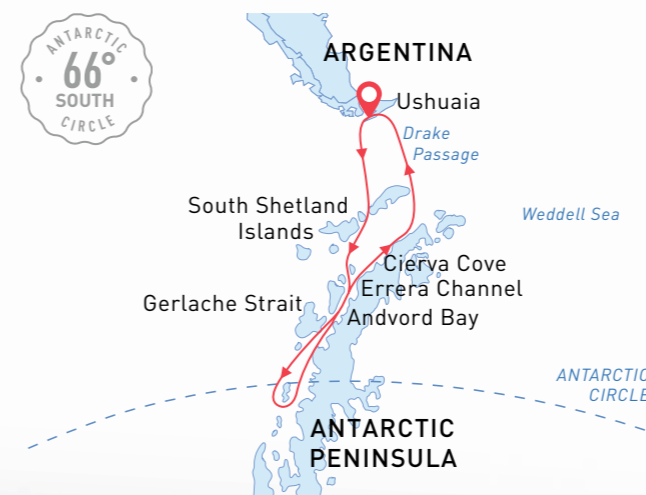 ANTARCTIC
66°
SOUTH
CIRCLE
ARGENTINA
Ushuaia
Drake
Passage
South Shetland
Islands
Weddell Sea
Cierva Cove
Errera Channel
Gerlache Strait
Andvord Bay
ANTARCTIC
CIRCLE
ANTARCTIC
PENINSULA